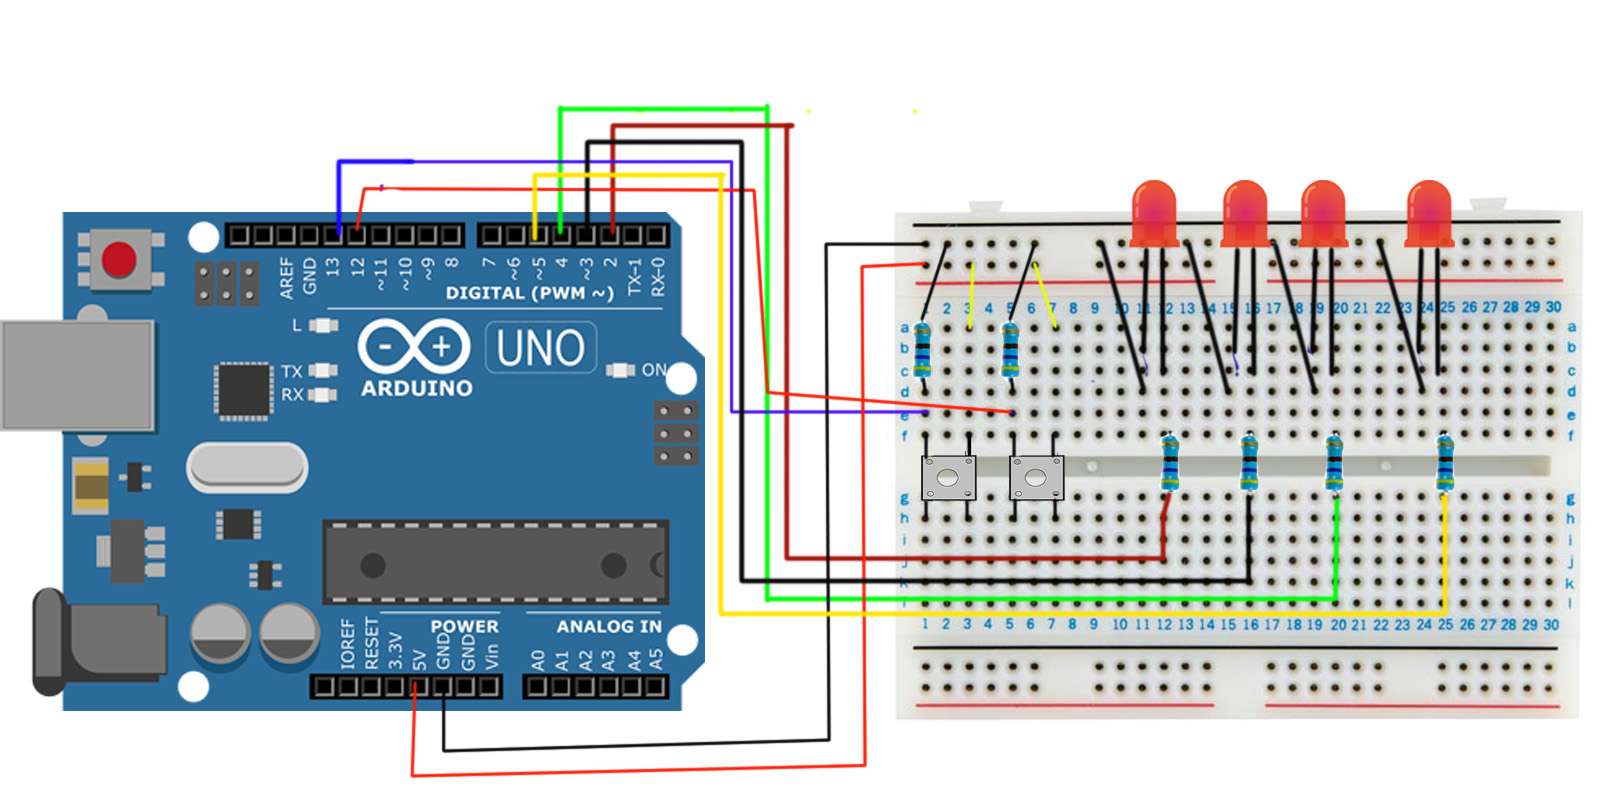 AREF
GND
13
12
~11
~10
~9
8
7
~6
~5
4
~3
2
TX-1
RX-0
DIGITAL (PWM ~)
L
TX
RX
UNO
ON
ARDUINO
POWER
ANALOG IN
IOREF
RESET
3.3V
5V
GND
GND
Vin
A0
A1
A2
A3
A4
A5
2 3 4 5 6 7 8 9 10 11 12 13 14 15 16 17 18 19 20 21 22 23 24 25 26 27 28 29 30
a a
b b
c c
d d
e e
f f
g g
h h
i i
j j
k k
l l
1 2 3 4 5 6 7 8 9 10 11 12 13 14 15 16 17 18 19 20 21 22 23 24 25 26 27 28 29 30